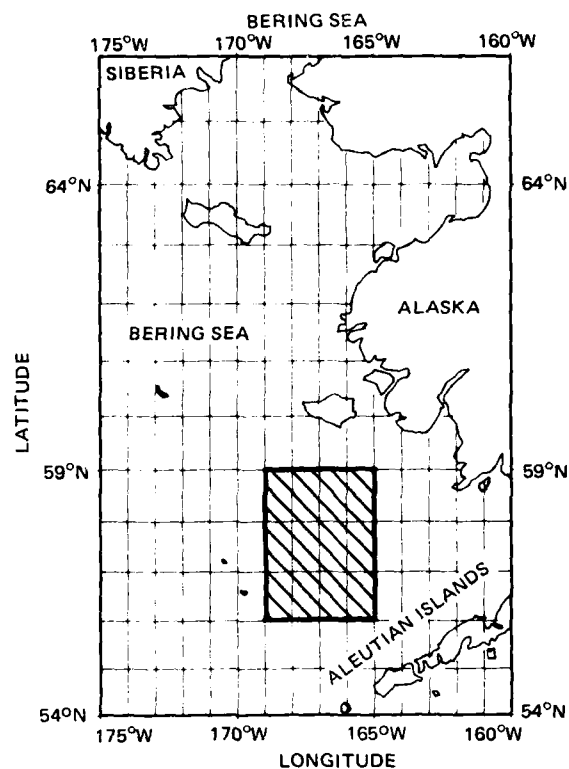 BERING SEA
175°W 170°W 165°W 160°W
SIBERIA
64°N 64°N
ALASKA
BERING SEA
LATITUDE
59°N 59°N
ALEUTIAN ISLANDS
54°N 54°N
175°W 170°W 165°W 160°W
LONGITUDE